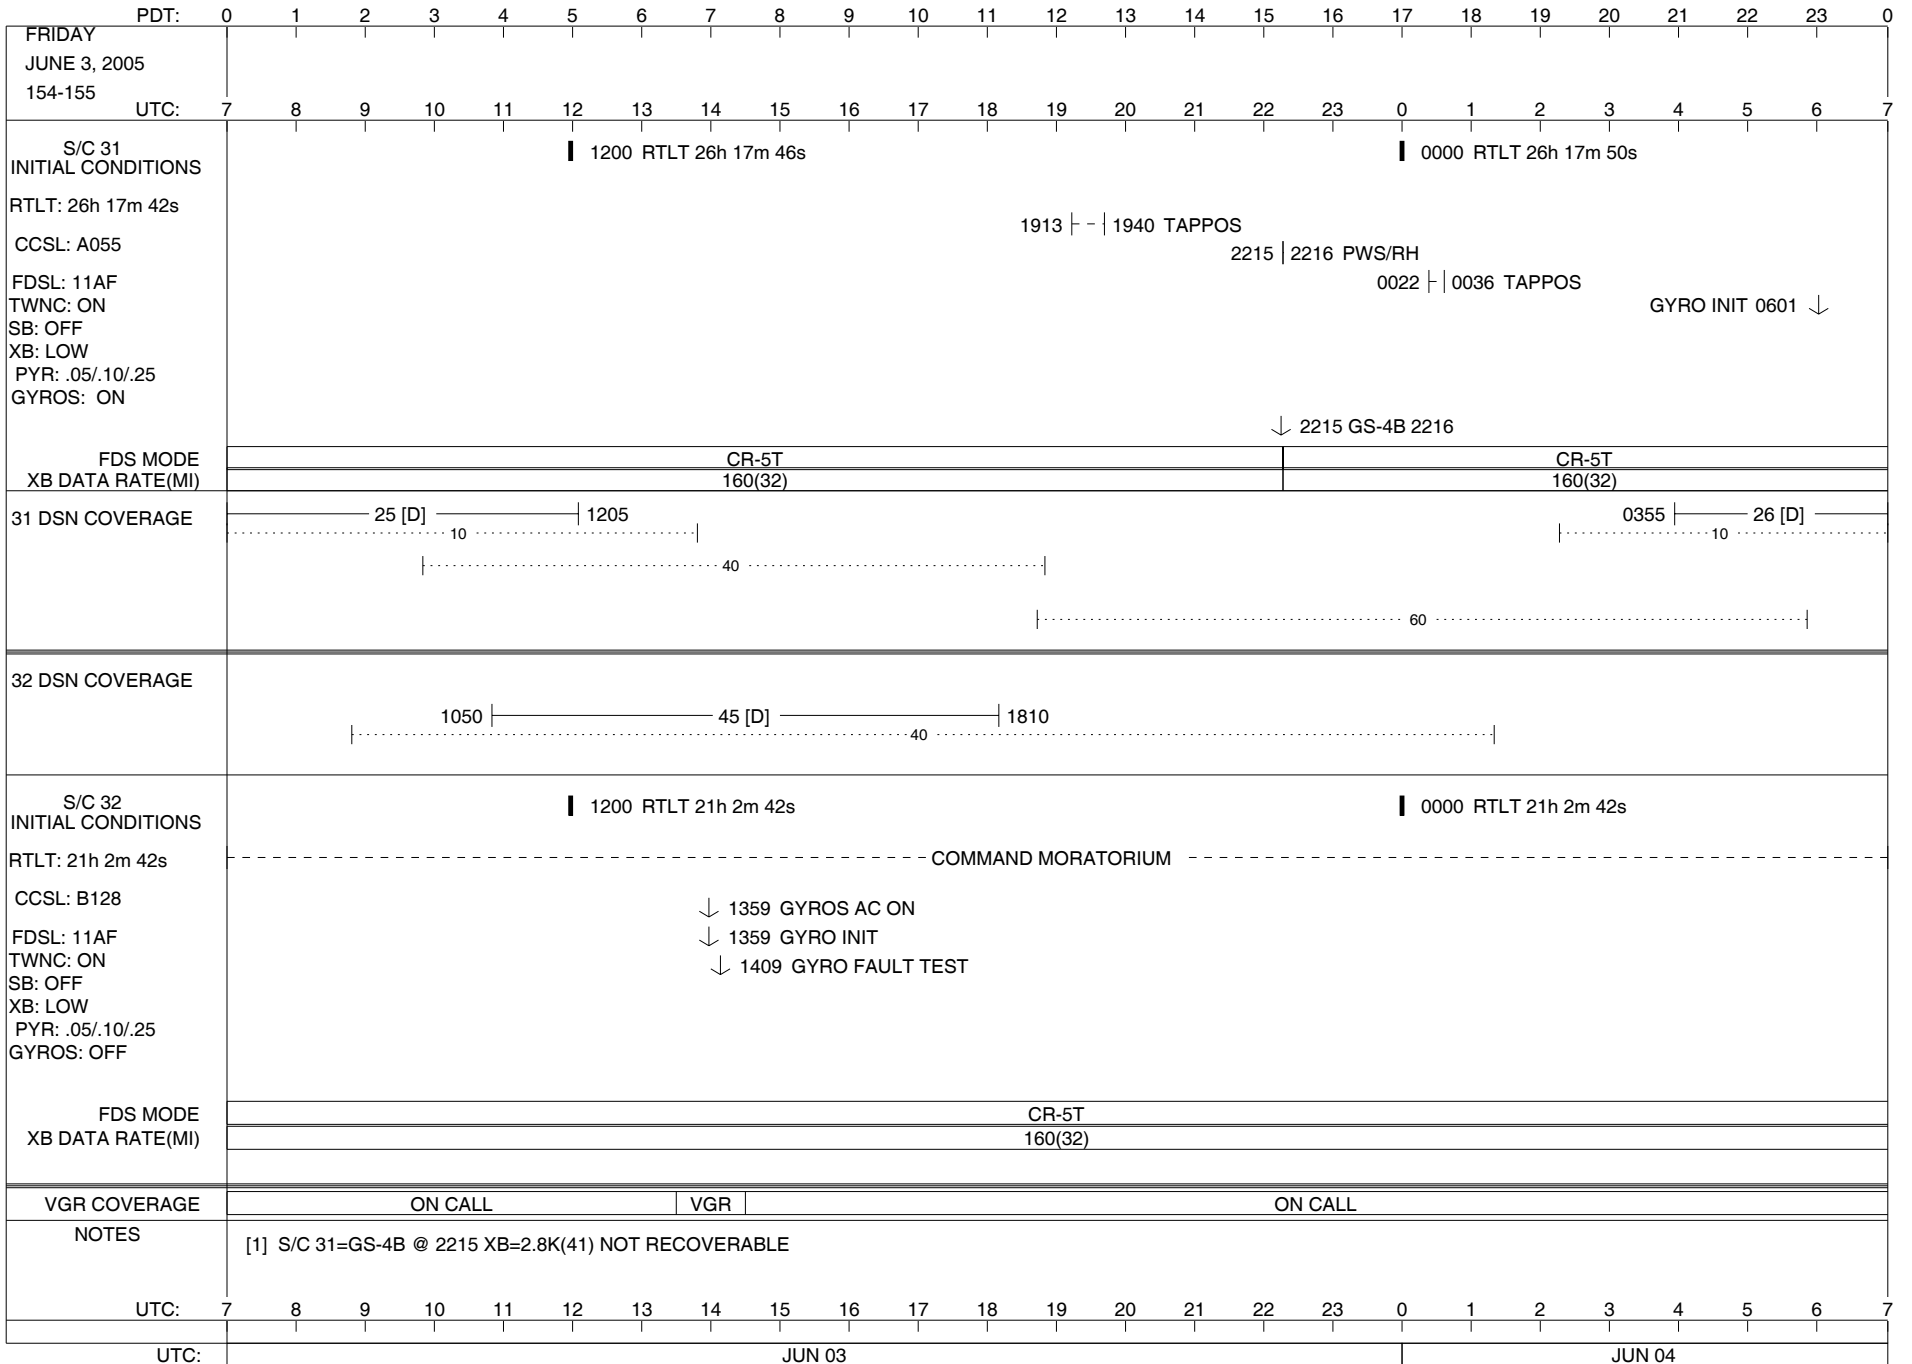 PDT: 0 1 2 3 4 5 6 7 8 9 10 11 12 13 14 15 16 17 18 19 20 21 22 23 0
FRIDAY
JUNE 3, 2005
154-155
UTC: 7 8 9 10 11 12 13 14 15 16 17 18 19 20 21 22 23 0 1 2 3 4 5 6 7
S/C 31
INITIAL CONDITIONS
1200 RTLT 26h 17m 46s
0000 RTLT 26h 17m 50s
RTLT: 26h 17m 42s
1913 1940 TAPPOS
CCSL: A055
2215 2216 PWS/RH
FDSL: 11AF
0022 0036 TAPPOS
TWNC: ON
GYRO INIT 0601
SB: OFF
XB: LOW
PYR: .05/.10/.25
GYROS: ON
2215 GS-4B 2216
FDS MODE CR-5T CR-5T
XB DATA RATE(MI) 160(32) 160(32)
31 DSN COVERAGE
25 [D] 1205
0355 26 [D]
10 10
40
60
32 DSN COVERAGE
1050 45 [D] 1810
40
S/C 32
INITIAL CONDITIONS
1200 RTLT 21h 2m 42s
0000 RTLT 21h 2m 42s
RTLT: 21h 2m 42s
COMMAND MORATORIUM
CCSL: B128
1359 GYROS AC ON
FDSL: 11AF
1359 GYRO INIT
TWNC: ON
1409 GYRO FAULT TEST
SB: OFF
XB: LOW
PYR: .05/.10/.25
GYROS: OFF
FDS MODE CR-5T
XB DATA RATE(MI) 160(32)
VGR COVERAGE ON CALL VGR ON CALL
NOTES
[1] S/C 31=GS-4B @ 2215 XB=2.8K(41) NOT RECOVERABLE
UTC: 7 8 9 10 11 12 13 14 15 16 17 18 19 20 21 22 23 0 1 2 3 4 5 6 7
UTC: JUN 03 JUN 04